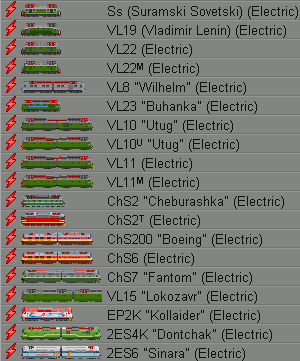 Ss (Suramski Sovetski) (Electric)
VL19 (Vladimir Lenin) (Electric)
VL22 (Electric)
VL22ᴹ (Electric)
VL8 "Wilhelm" (Electric)
VL23 "Buhanka" (Electric)
VL10 "Utug" (Electric)
VL10ᵁ "Utug" (Electric)
VL11 (Electric)
VL11ᴹ (Electric)
ChS2 "Cheburashka" (Electric)
ChS2ᵀ (Electric)
ChS200 "Boeing" (Electric)
ChS6 (Electric)
ChS7 "Fantom" (Electric)
VL15 "Lokozavr" (Electric)
EP2K "Kollaider" (Electric)
2ES4K "Dontchak" (Electric)
2ES6 "Sinara" (Electric)